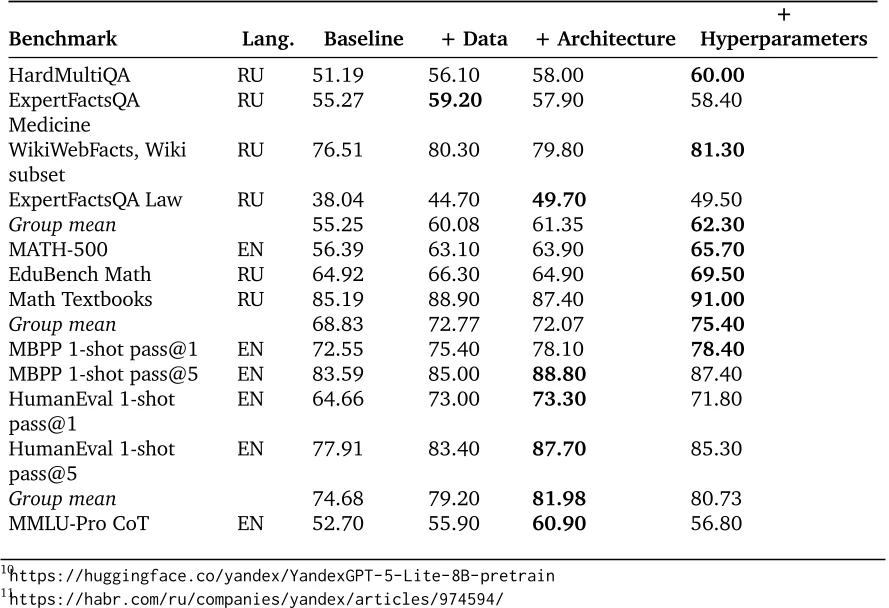 +
Benchmark Lang. Baseline + Data + Architecture Hyperparameters
HardMultiQA RU 51.19 56.10 58.00 60.00
ExpertFactsQA RU 55.27 59.20 57.90 58.40
Medicine
WikiWebFacts, Wiki RU 76.51 80.30 79.80 81.30
subset
ExpertFactsQA Law RU 38.04 44.70 49.70 49.50
Group mean 55.25 60.08 61.35 62.30
MATH-500 EN 56.39 63.10 63.90 65.70
EduBench Math RU 64.92 66.30 64.90 69.50
Math Textbooks RU 85.19 88.90 87.40 91.00
Group mean 68.83 72.77 72.07 75.40
MBPP 1-shot pass@1 EN 72.55 75.40 78.10 78.40
MBPP 1-shot pass@5 EN 83.59 85.00 88.80 87.40
HumanEval 1-shot EN 64.66 73.00 73.30 71.80
pass@1
HumanEval 1-shot EN 77.91 83.40 87.70 85.30
pass@5
Group mean 74.68 79.20 81.98 80.73
MMLU-Pro CoT EN 52.70 55.90 60.90 56.80
10 https://huggingface.co/yandex/YandexGPT-5-Lite-8B-pretrain
11 https://habr.com/ru/companies/yandex/articles/974594/